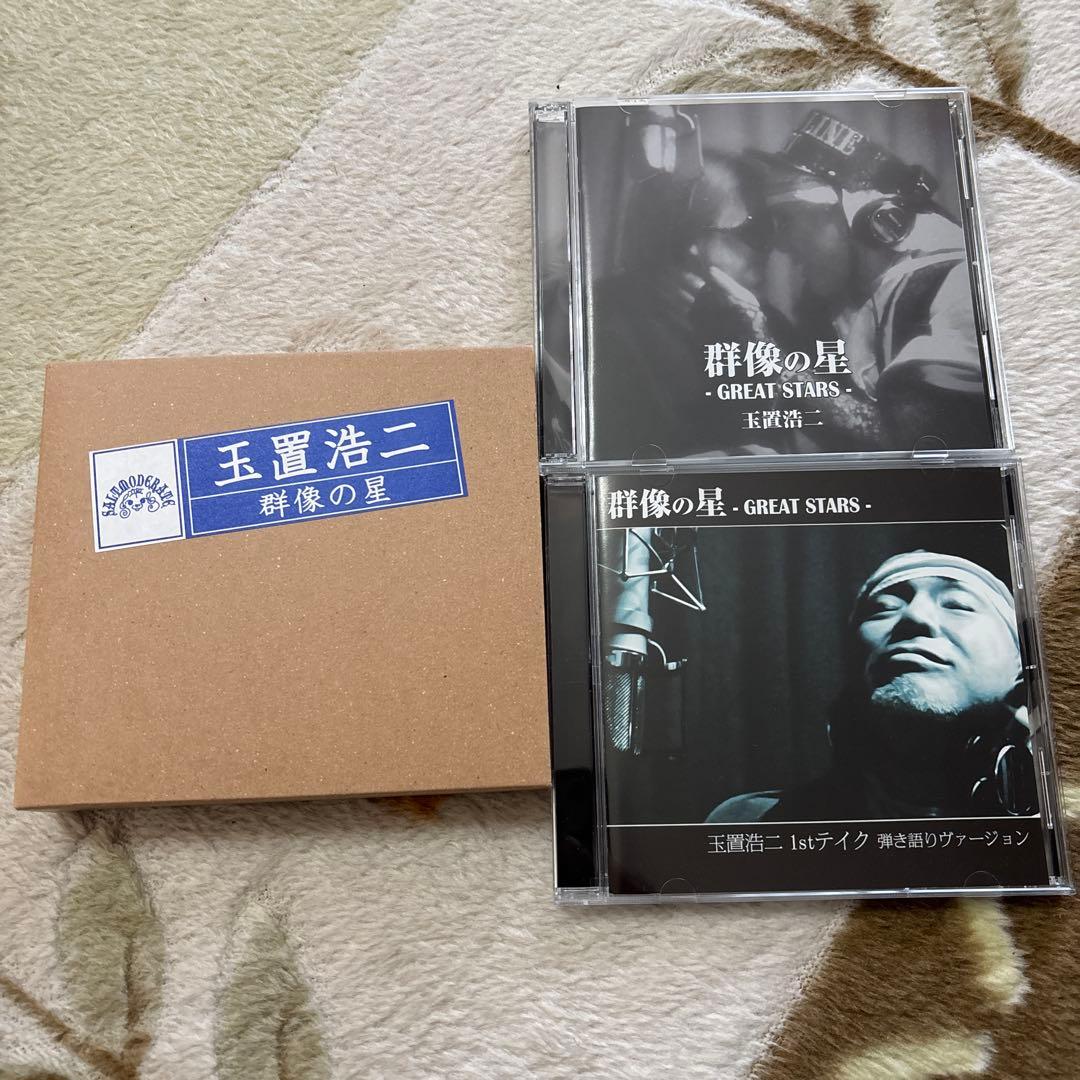 SALTMODERATE
玉置浩二
群像の星
LINE
群像の星
- GREAT STARS -
玉置浩二
群像の星 - GREAT STARS -
玉置浩二 1stテイク 弾き語りヴァージョン